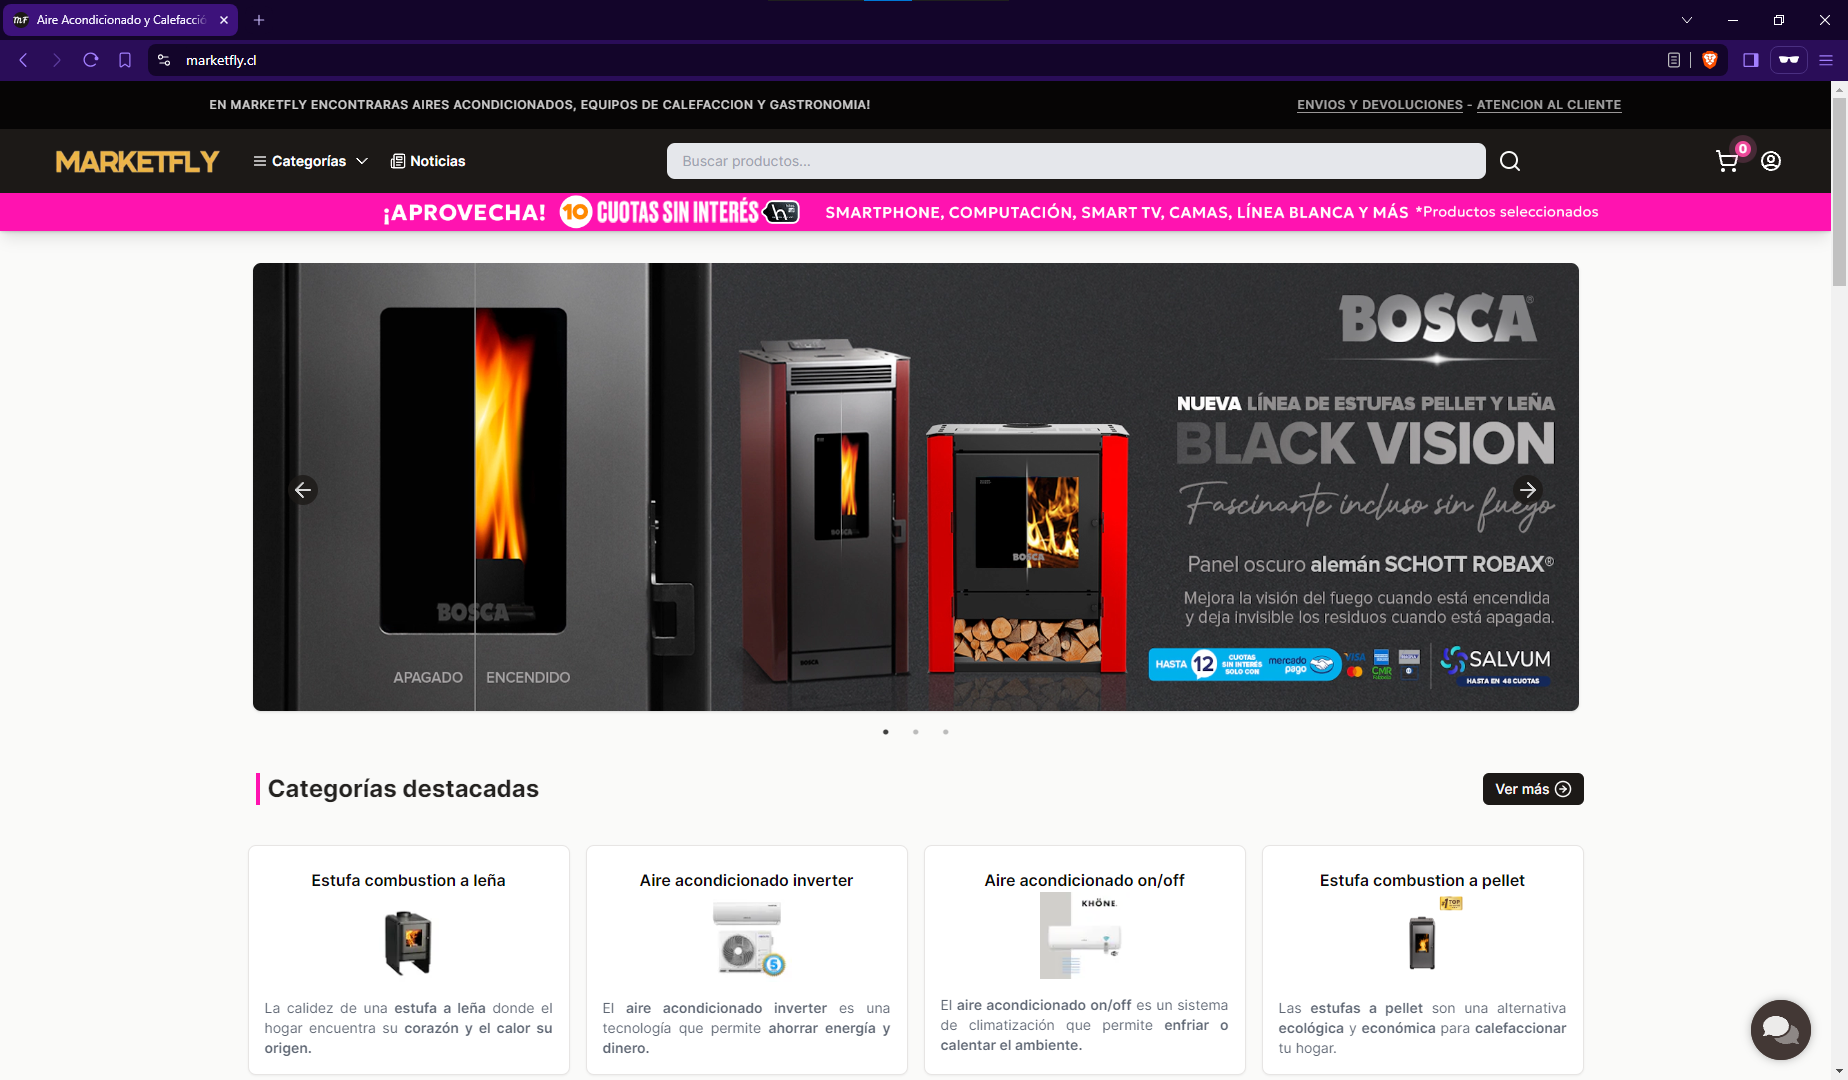 MF Aire Acondicionado y Calefacció
marketfly.cl
EN MARKETFLY ENCONTRARAS AIRES ACONDICIONADOS, EQUIPOS DE CALEFACCION Y GASTRONOMIA!
ENVIOS Y DEVOLUCIONES - ATENCION AL CLIENTE
MARKETFLY
Categorías
Noticias
Buscar productos...
0
¡APROVECHA! 10 CUOTAS SIN INTERÉS
SMARTPHONE, COMPUTACIÓN, SMART TV, CAMAS, LÍNEA BLANCA Y MÁS *Productos seleccionados
BOSCA®
NUEVA LÍNEA DE ESTUFAS PELLET Y LEÑA
BLACK VISION
Fascinante incluso sin fuego
Panel oscuro alemán SCHOTT ROBAX®
Mejora la visión del fuego cuando está encendida
y deja invisible los residuos cuando está apagada.
BOSCA
BOSCA
BOSCA
BOSCA
APAGADO ENCENDIDO
HASTA 12 CUOTAS SIN INTERÉS SOLO CON mercado pago
VISA
CMR
SALVUM
HASTA EN 48 CUOTAS
Categorías destacadas
Ver más
Estufa combustion a leña
La calidez de una estufa a leña donde el
hogar encuentra su corazón y el calor su
origen.
Aire acondicionado inverter
5
El aire acondicionado inverter es una
tecnología que permite ahorrar energía y
dinero.
Aire acondicionado on/off
KHÖNE.
El aire acondicionado on/off es un sistema
de climatización que permite enfriar o
calentar el ambiente.
Estufa combustion a pellet
#1 TOP
Las estufas a pellet son una alternativa
ecológica y económica para calefaccionar
tu hogar.